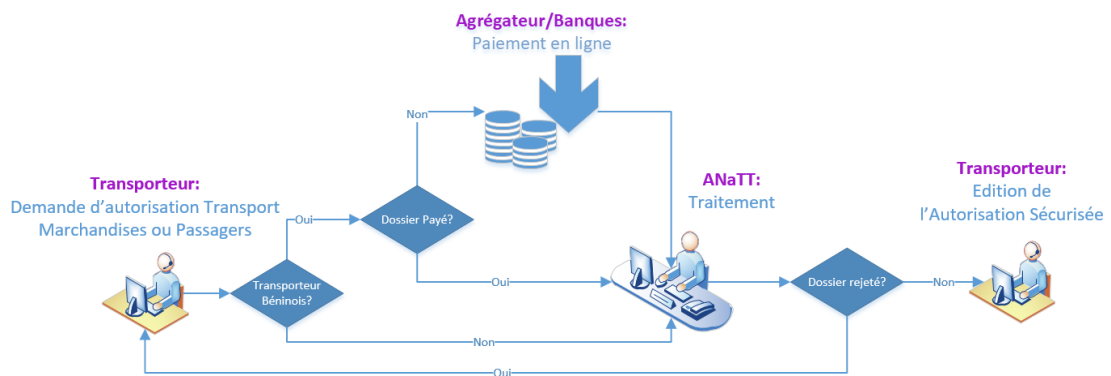 Agrégateur/Banques:
Paiement en ligne
Non
Transporteur:
Demande d'autorisation Transport
Marchandises ou Passagers
Oui
Dossier Payé?
ANaTT:
Traitement
Transporteur:
Edition de
l'Autorisation Sécurisée
Transporteur
Béninois?
Oui
Dossier rejeté?
Non
Non
Oui